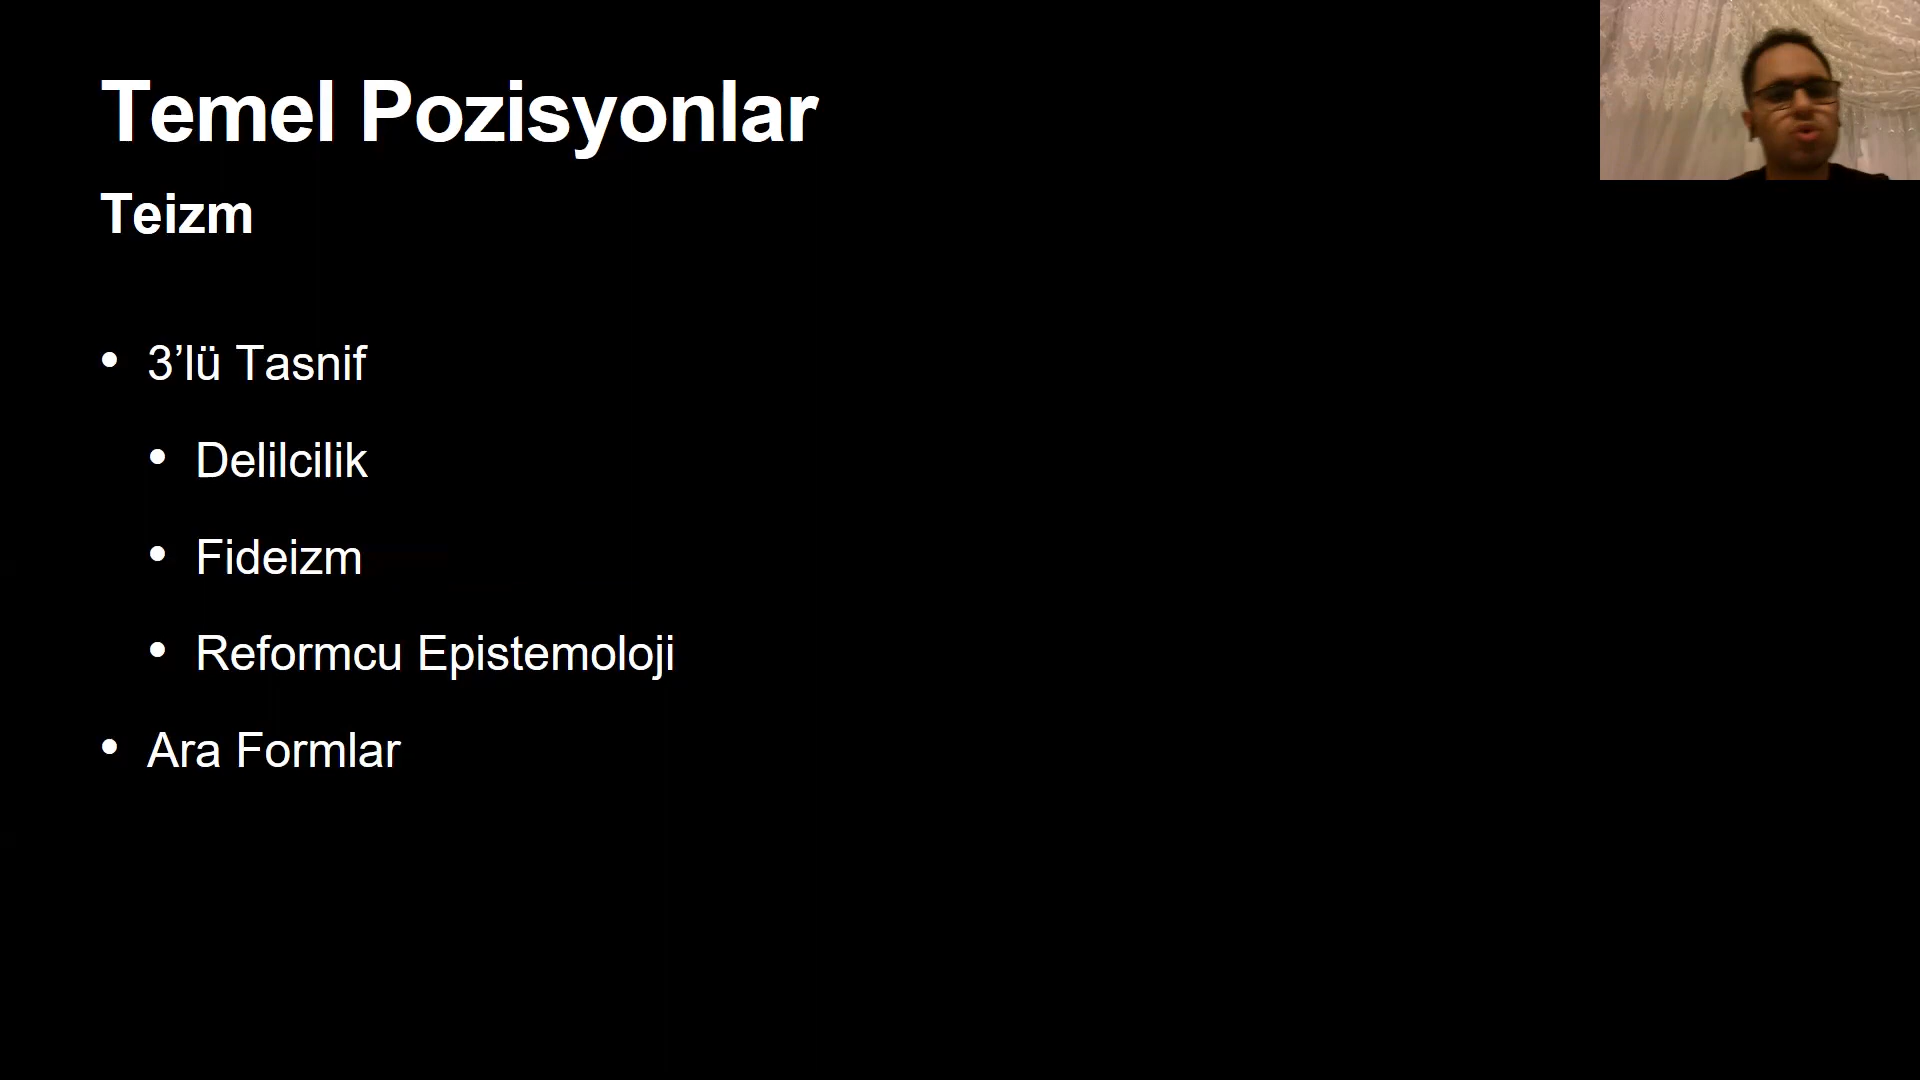 Temel Pozisyonlar
Teizm
• 3’lü Tasnif
• Delilcilik
• Fideizm
• Reformcu Epistemoloji
• Ara Formlar